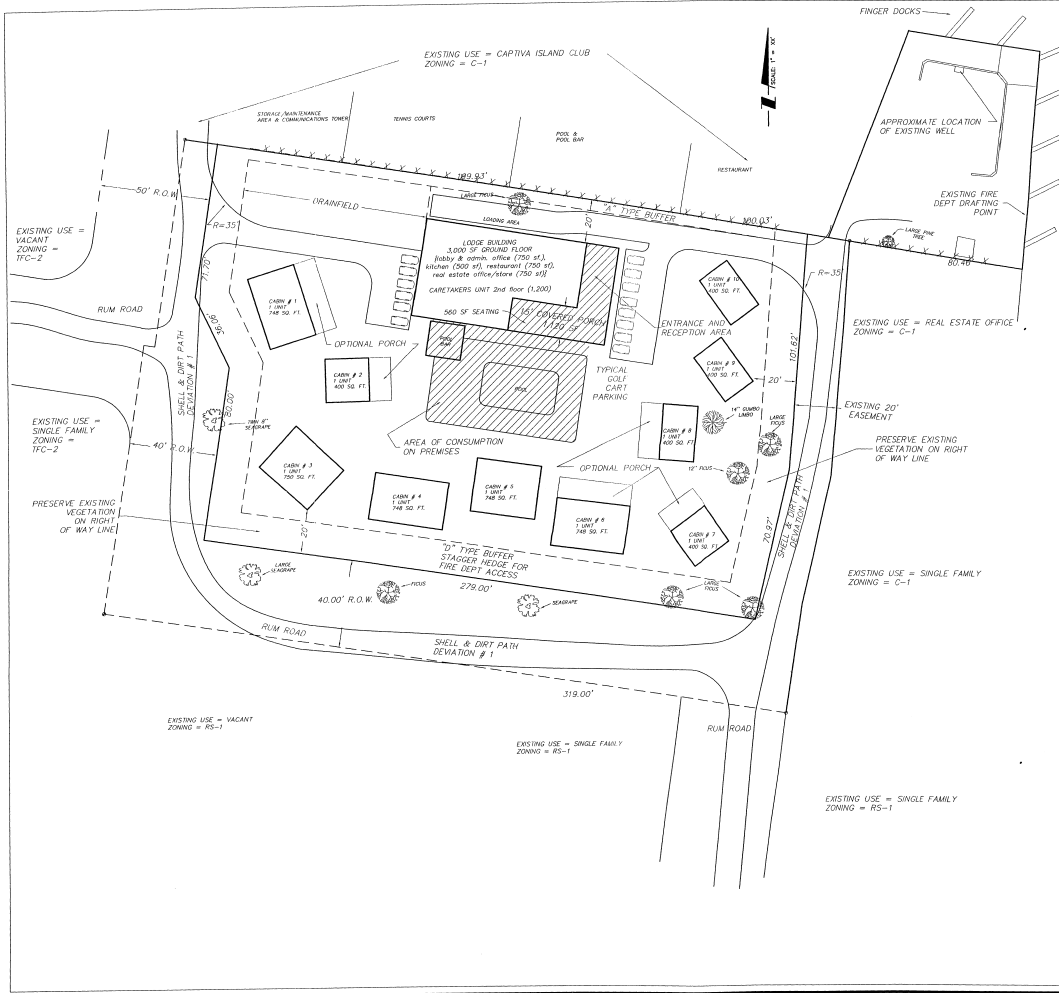 FINGER DOCKS
EXISTING USE = CAPTIVA ISLAND CLUB
ZONING = C-1
SCALE: 1" = XX'
STORAGE/MAINTENANCE
AREA & COMMUNICATIONS TOWER
TENNIS COURTS
POOL &
POOL BAR
RESTAURANT
APPROXIMATE LOCATION
OF EXISTING WELL
EXISTING FIRE
DEPT DRAFTING
POINT
50' R.O.W.
199.93'
LARGE FICUS
DRAINFIELD
LOADING AREA
20'
"A" TYPE BUFFER
180.03'
LARGE PINE
TREE
80.46'
R=35'
EXISTING USE =
VACANT
ZONING =
TFC-2
LODGE BUILDING
3,000 SF GROUND FLOOR
[lobby & admin. office (750 sf.),
kitchen (500 sf), restaurant (750 sf),
real estate office/store (750 sf)]
CARETAKERS UNIT 2nd floor (1,200)
560 SF SEATING
15' COVERED PORCH
1,120 SF
ENTRANCE AND
RECEPTION AREA
71.70'
R=35'
CABIN # 10
1 UNIT
400 SQ. FT.
CABIN # 1
1 UNIT
748 SQ. FT.
RUM ROAD
36.06'
OPTIONAL PORCH
POOL
BAR
EXISTING USE = REAL ESTATE OFIFICE
ZONING = C-1
101.62'
SHELL & DIRT PATH
DEVIATION # 1
CABIN # 2
1 UNIT
400 SQ. FT.
POOL
TYPICAL
GOLF
CART
PARKING
CABIN # 9
1 UNIT
400 SQ. FT.
20'
EXISTING 20'
EASEMENT
80.00'
TWIN 8"
SEAGRAPE
14" GUMBO
LIMBO
LARGE
FICUS
EXISTING USE =
SINGLE FAMILY
ZONING =
TFC-2
40' R.O.W.
AREA OF CONSUMPTION
ON PREMISES
CABIN # 8
1 UNIT
400 SQ. FT.
PRESERVE EXISTING
VEGETATION ON RIGHT
OF WAY LINE
CABIN # 3
1 UNIT
750 SQ. FT.
OPTIONAL PORCH
12" FICUS
CABIN # 4
1 UNIT
748 SQ. FT.
CABIN # 5
1 UNIT
748 SQ. FT.
PRESERVE EXISTING
VEGETATION
ON RIGHT
OF WAY LINE
CABIN # 6
1 UNIT
748 SQ. FT.
CABIN # 7
1 UNIT
400 SQ. FT.
70.97'
SHELL & DIRT PATH
DEVIATION # 1
20'
"D" TYPE BUFFER
STAGGER HEDGE FOR
FIRE DEPT ACCESS
LARGE
SEAGRAPE
FICUS
279.00'
SEAGRAPE
LARGE
FICUS
EXISTING USE = SINGLE FAMILY
ZONING = C-1
40.00' R.O.W.
RUM ROAD
SHELL & DIRT PATH
DEVIATION # 1
319.00'
EXISTING USE = VACANT
ZONING = RS-1
RUM ROAD
EXISTING USE = SINGLE FAMILY
ZONING = RS-1
EXISTING USE = SINGLE FAMILY
ZONING = RS-1